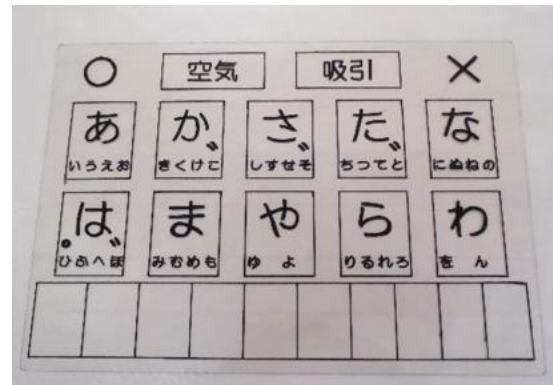 ○ 空気 吸引 ×
あ か゛ さ゛ た゛ な
いうえお きくけこ しすせそ ちつてと にぬねの
は゜゛ ま や ら わ
ひふへほ みむめも ゆ よ りるれろ を ん